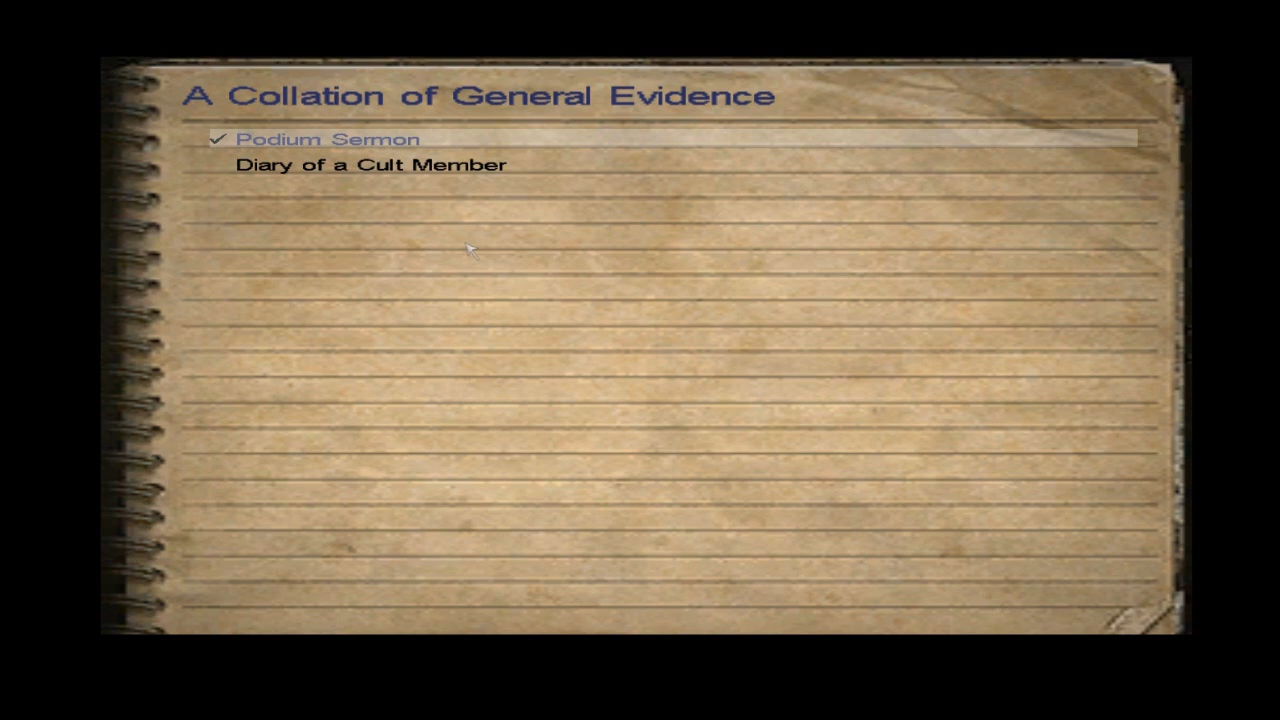 A Collation of General Evidence
✓ Podium Sermon
Diary of a Cult Member